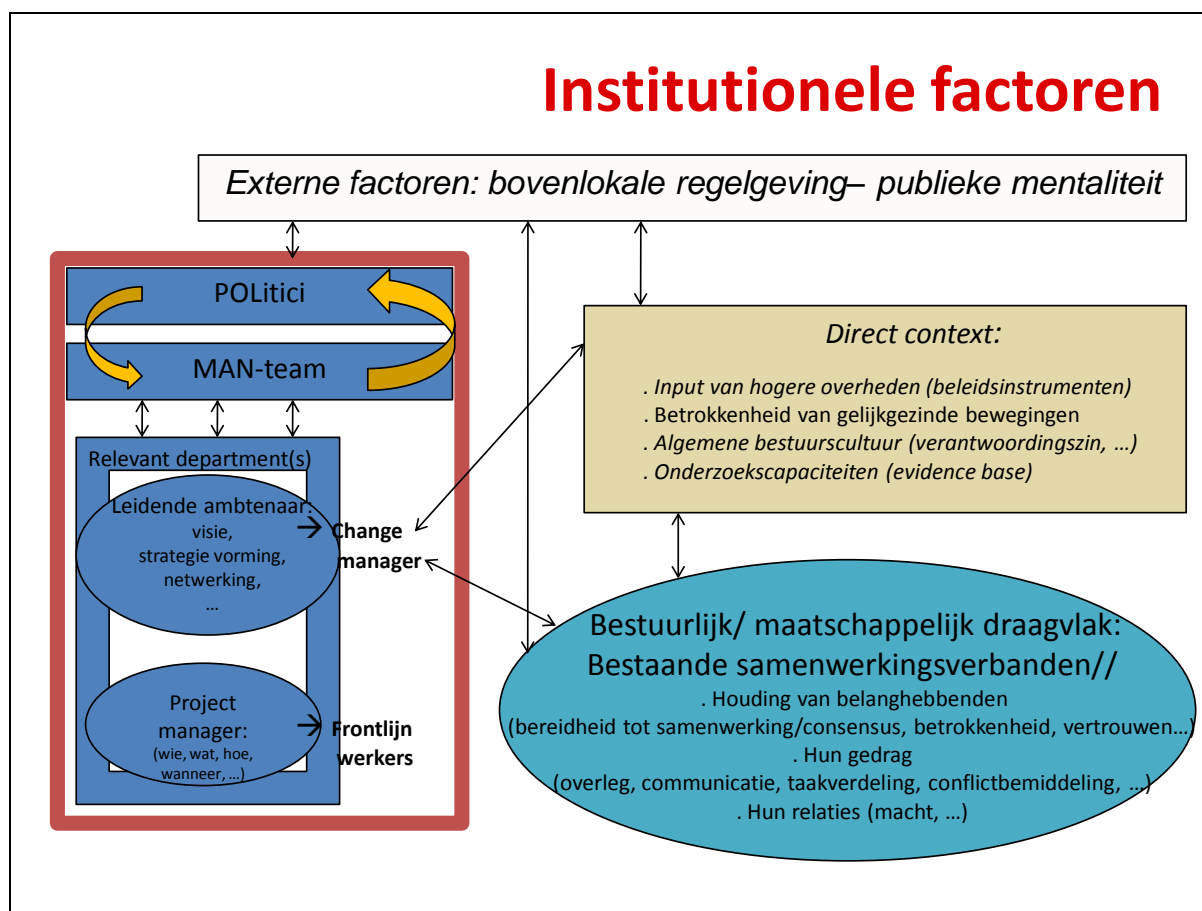 Institutionele factoren
Externe factoren: bovenlokale regelgeving– publieke mentaliteit
POLitici
MAN-team
Relevant department(s)
Leidende ambtenaar:
visie,
strategie vorming,
netwerking,
...
→ Change
manager
Project
manager:
(wie, wat, hoe,
wanneer, ...)
→ Frontlijn
werkers
Direct context:
. Input van hogere overheden (beleidsinstrumenten)
. Betrokkenheid van gelijkgezinde bewegingen
. Algemene bestuurscultuur (verantwoordingszin, ...)
. Onderzoekscapaciteiten (evidence base)
Bestuurlijk/ maatschappelijk draagvlak:
Bestaande samenwerkingsverbanden//
. Houding van belanghebbenden
(bereidheid tot samenwerking/consensus, betrokkenheid, vertrouwen...)
. Hun gedrag
(overleg, communicatie, taakverdeling, conflictbemiddeling, ...)
. Hun relaties (macht, ...)